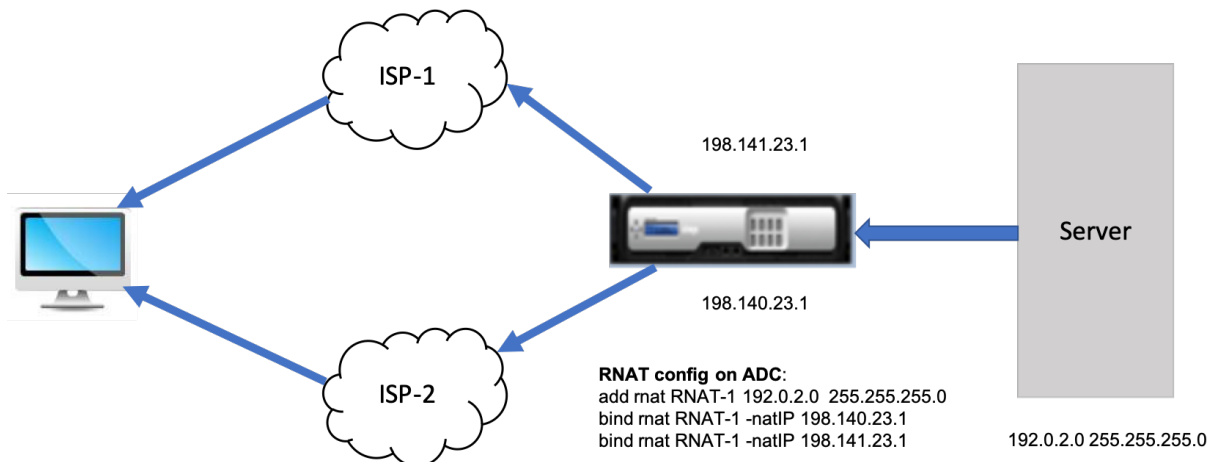 ISP-1
198.141.23.1
Server
198.140.23.1
ISP-2
RNAT config on ADC:
add rnat RNAT-1 192.0.2.0 255.255.255.0
bind rnat RNAT-1 -natIP 198.140.23.1
bind rnat RNAT-1 -natIP 198.141.23.1
192.0.2.0 255.255.255.0